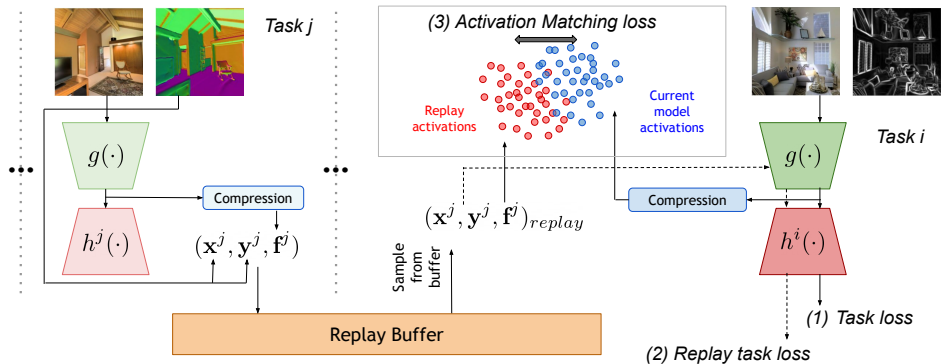 Task j
(3) Activation Matching loss
Replay
activations
Current
model
activations
Task i
g(·)
g(·)
Compression
Compression
h^j(·)
(x^j, y^j, f^j)
(x^j, y^j, f^j)_{replay}
h^i(·)
Sample
from
buffer
(1) Task loss
Replay Buffer
(2) Replay task loss